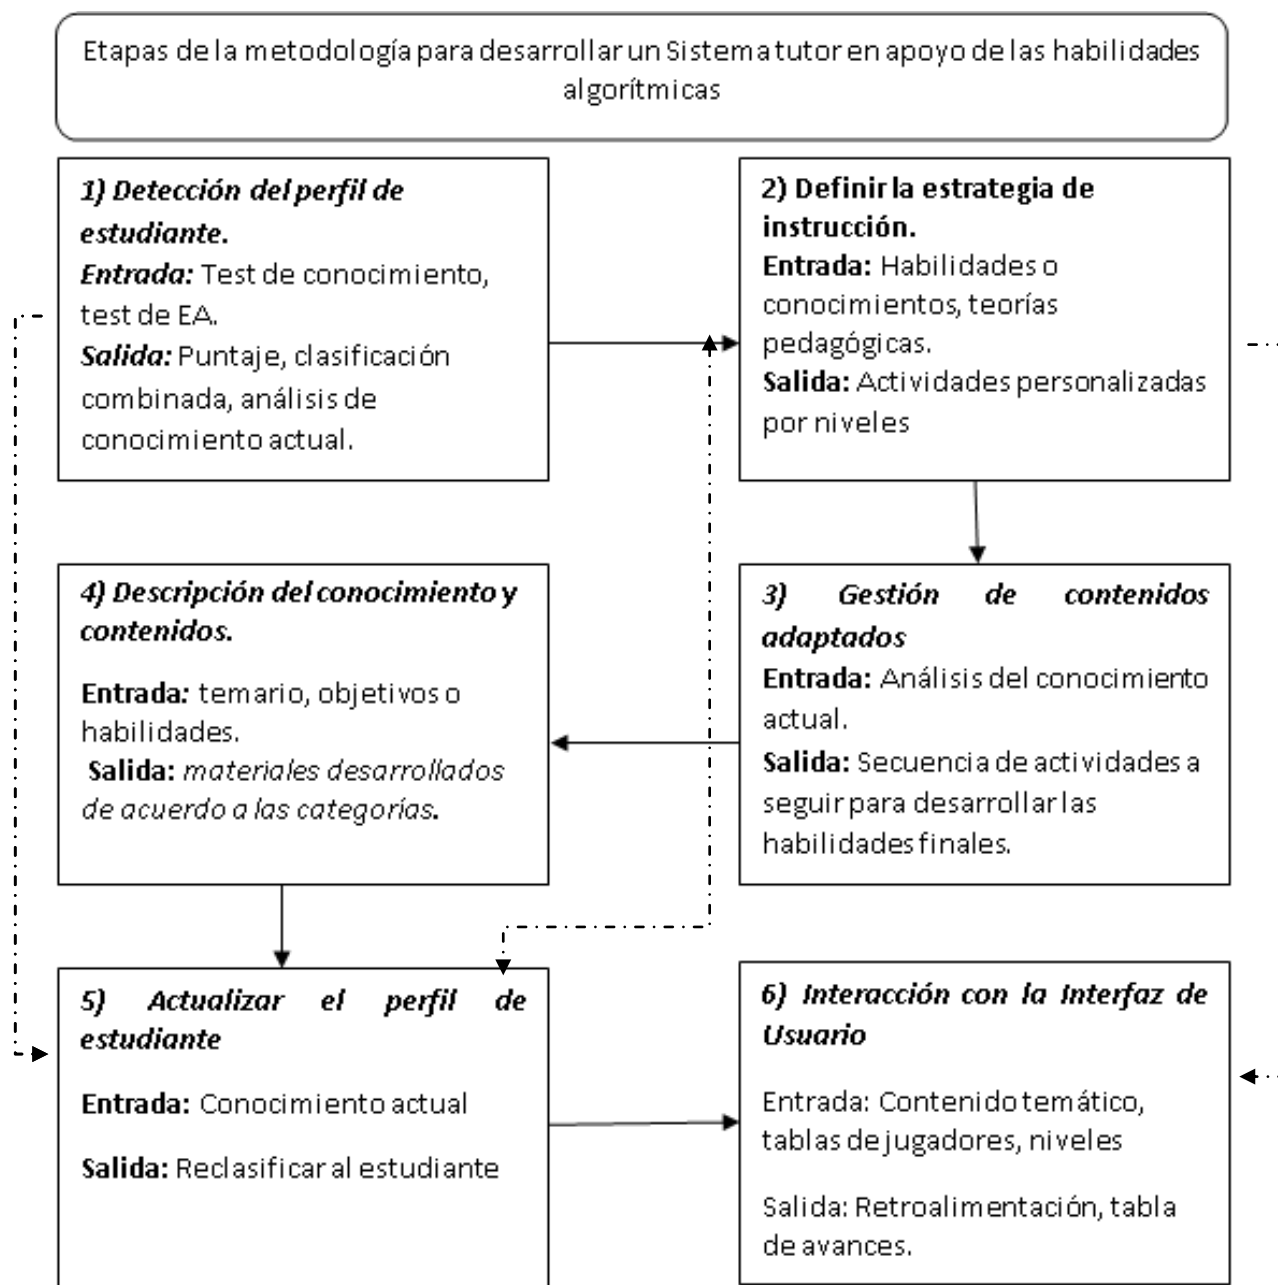 Etapas de la metodología para desarrollar un Sistema tutor en apoyo de las habilidades
algorítmicas
1) Detección del perfil de
estudiante.
Entrada: Test de conocimiento,
test de EA.
Salida: Puntaje, clasificación
combinada, análisis de
conocimiento actual.
2) Definir la estrategia de
instrucción.
Entrada: Habilidades o
conocimientos, teorías
pedagógicas.
Salida: Actividades personalizadas
por niveles
3) Gestión de contenidos
adaptados
Entrada: Análisis del conocimiento
actual.
Salida: Secuencia de actividades a
seguir para desarrollar las
habilidades finales.
4) Descripción del conocimiento y
contenidos.
Entrada: temario, objetivos o
habilidades.
Salida: materiales desarrollados
de acuerdo a las categorías.
5) Actualizar el perfil de
estudiante
Entrada: Conocimiento actual
Salida: Reclasificar al estudiante
6) Interacción con la Interfaz de
Usuario
Entrada: Contenido temático,
tablas de jugadores, niveles
Salida: Retroalimentación, tabla
de avances.